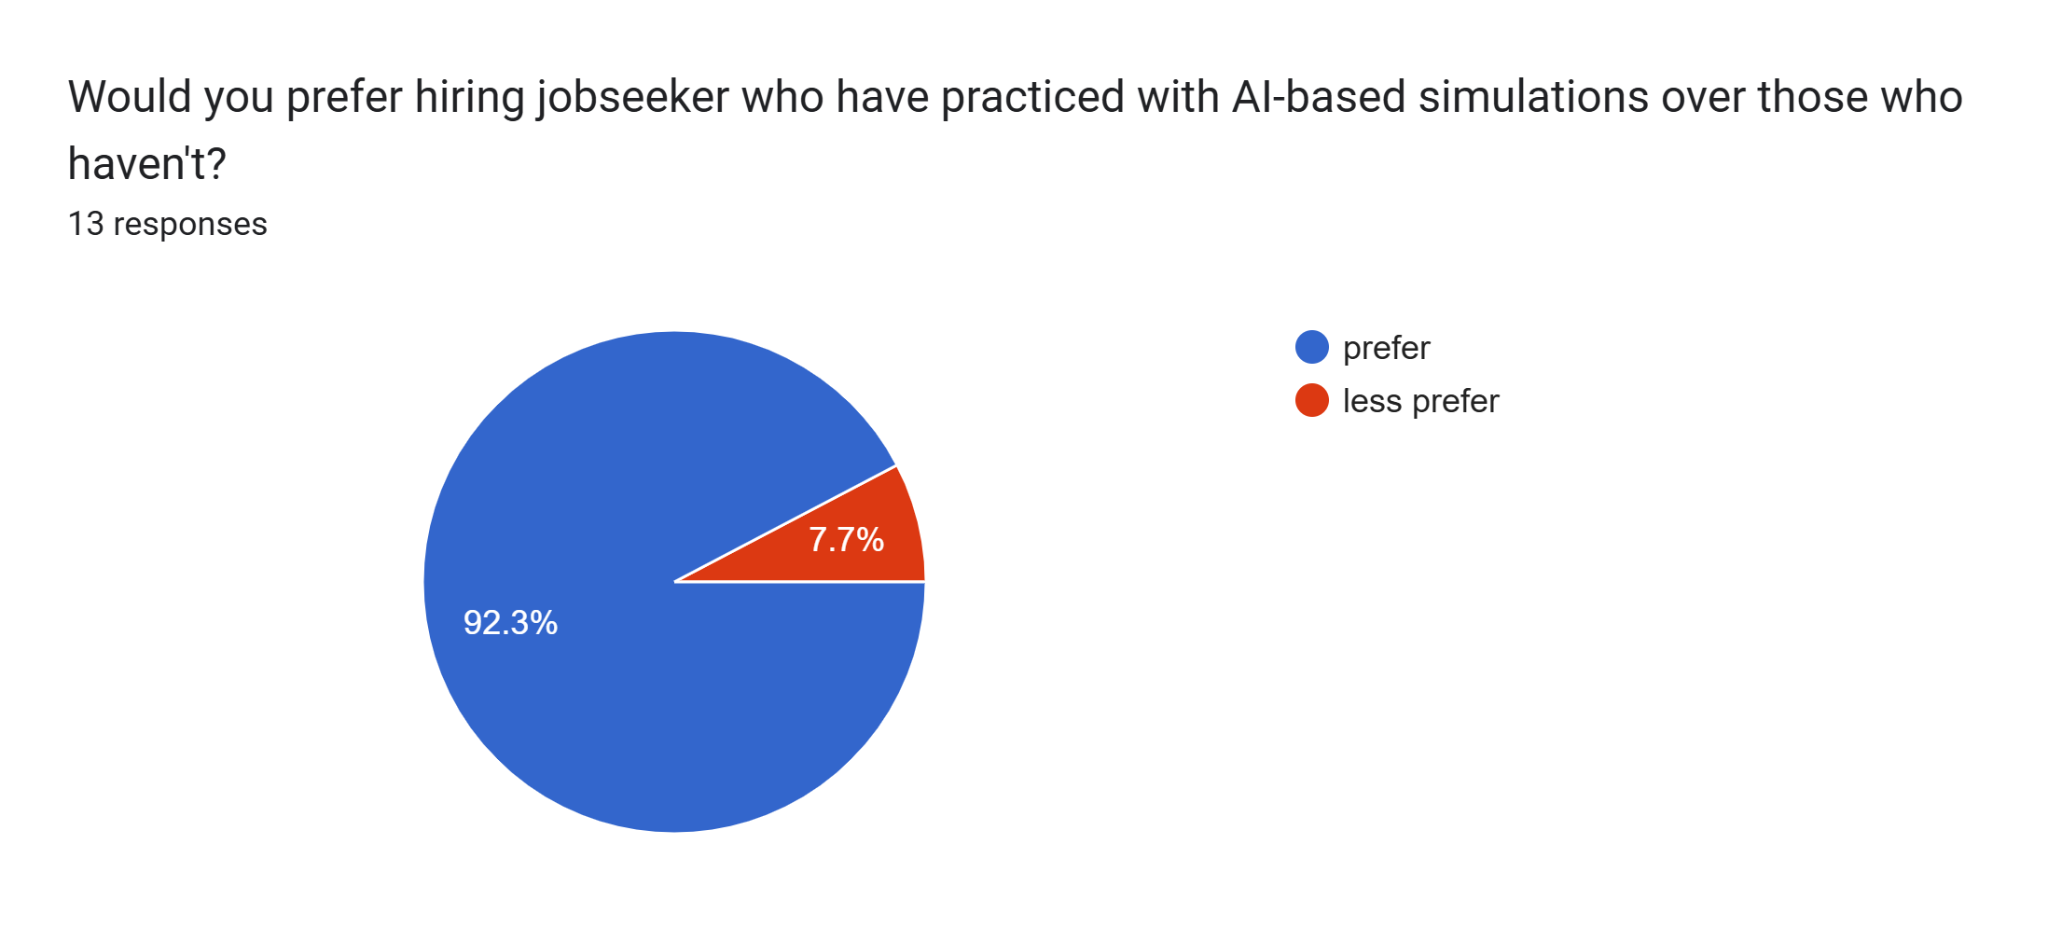 Would you prefer hiring jobseeker who have practiced with AI-based simulations over those who
haven't?
13 responses
prefer
less prefer
7.7%
92.3%